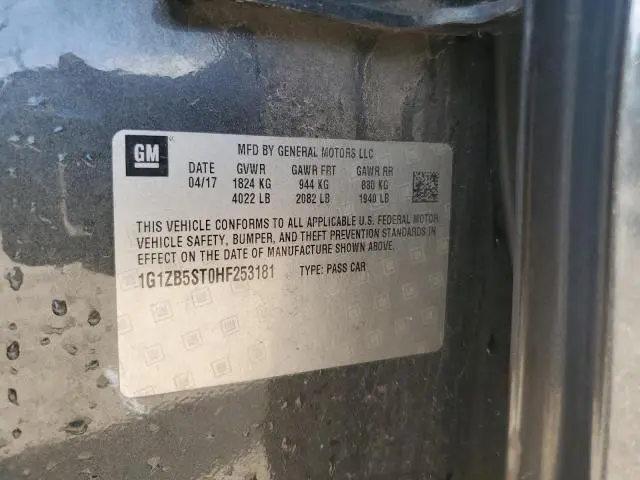 GM
MFD BY GENERAL MOTORS LLC
DATE GVWR GAWR FRT GAWR RR
04/17 1824 KG 944 KG 880 KG
4022 LB 2082 LB 1940 LB
THIS VEHICLE CONFORMS TO ALL APPLICABLE U.S. FEDERAL MOTOR
VEHICLE SAFETY, BUMPER, AND THEFT PREVENTION STANDARDS IN
EFFECT ON THE DATE OF MANUFACTURE SHOWN ABOVE.
1G1ZB5ST0HF253181 TYPE: PASS CAR